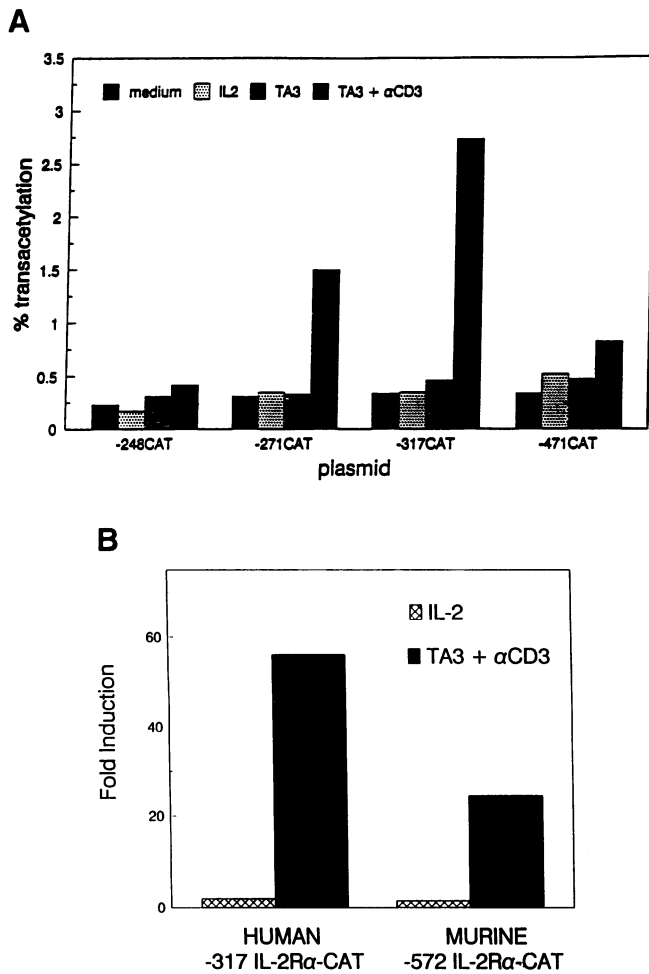 A
3.5
3
2.5
2
1.5
1
0.5
0
% transacetylation
medium IL2 TA3 TA3 + αCD3
-248CAT -271CAT -317CAT -471CAT
plasmid
B
60
40
20
0
Fold Induction
IL-2
TA3 + αCD3
HUMAN MURINE
-317 IL-2Rα-CAT -572 IL-2Rα-CAT